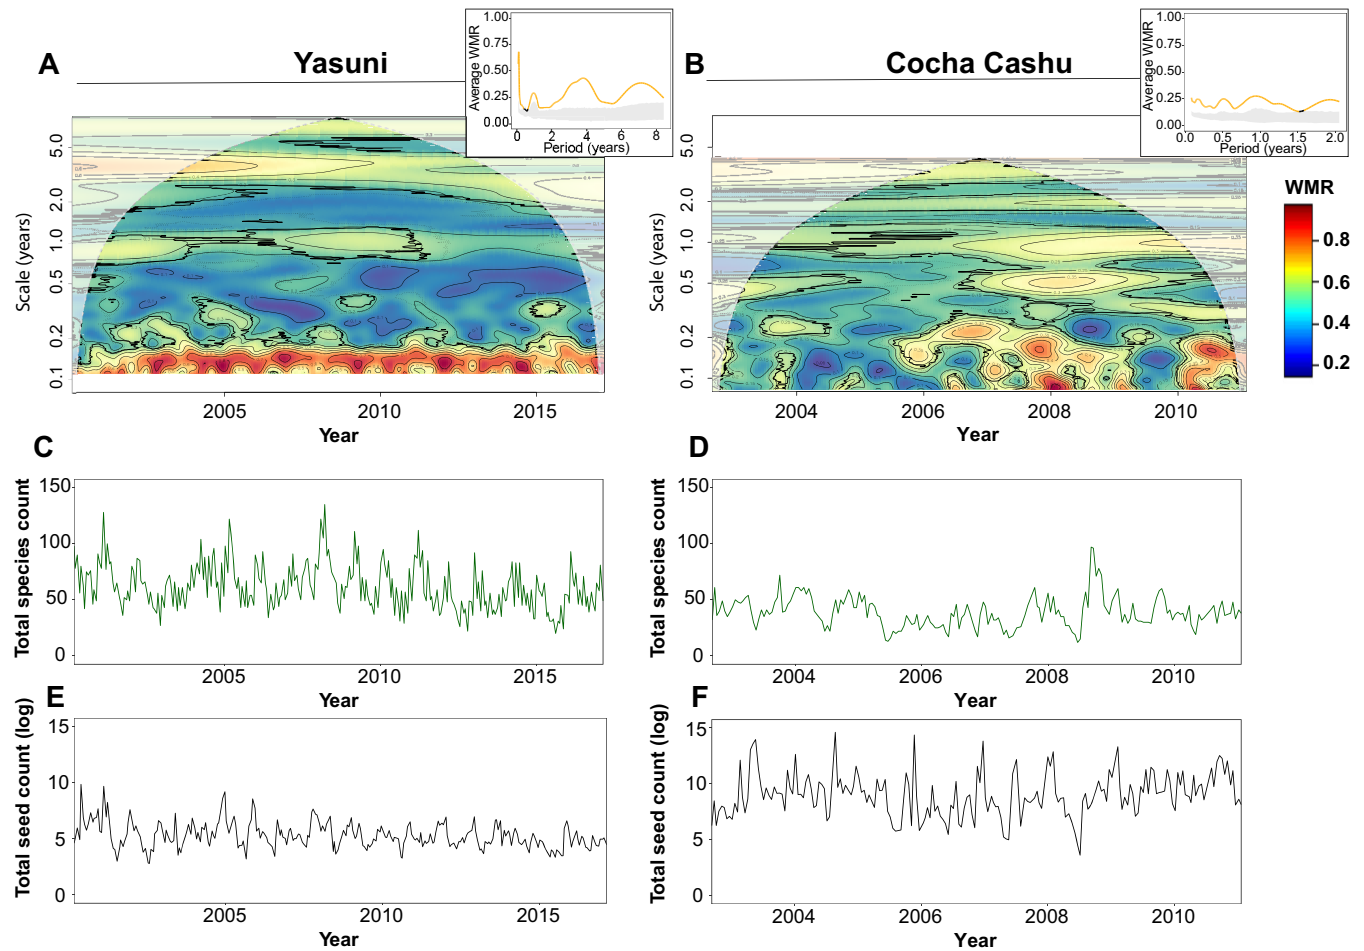 A
Yasuni
Average WMR
1.00
0.75
0.50
0.25
0.00
0 2 4 6 8
Period (years)
B
Cocha Cashu
Average WMR
1.00
0.75
0.50
0.25
0.00
0.0 0.5 1.0 1.5 2.0
Period (years)
Scale (years)
5.0
2.0
1.0
0.5
0.2
0.1
2005 2010 2015
Year
Scale (years)
5.0
2.0
1.0
0.5
0.2
0.1
2004 2006 2008 2010
Year
WMR
0.8
0.6
0.4
0.2
C
Total species count
150
100
50
0
2005 2010 2015
Year
D
Total species count
150
100
50
0
2004 2006 2008 2010
Year
E
Total seed count (log)
15
10
5
0
2005 2010 2015
Year
F
Total seed count (log)
15
10
5
0
2004 2006 2008 2010
Year